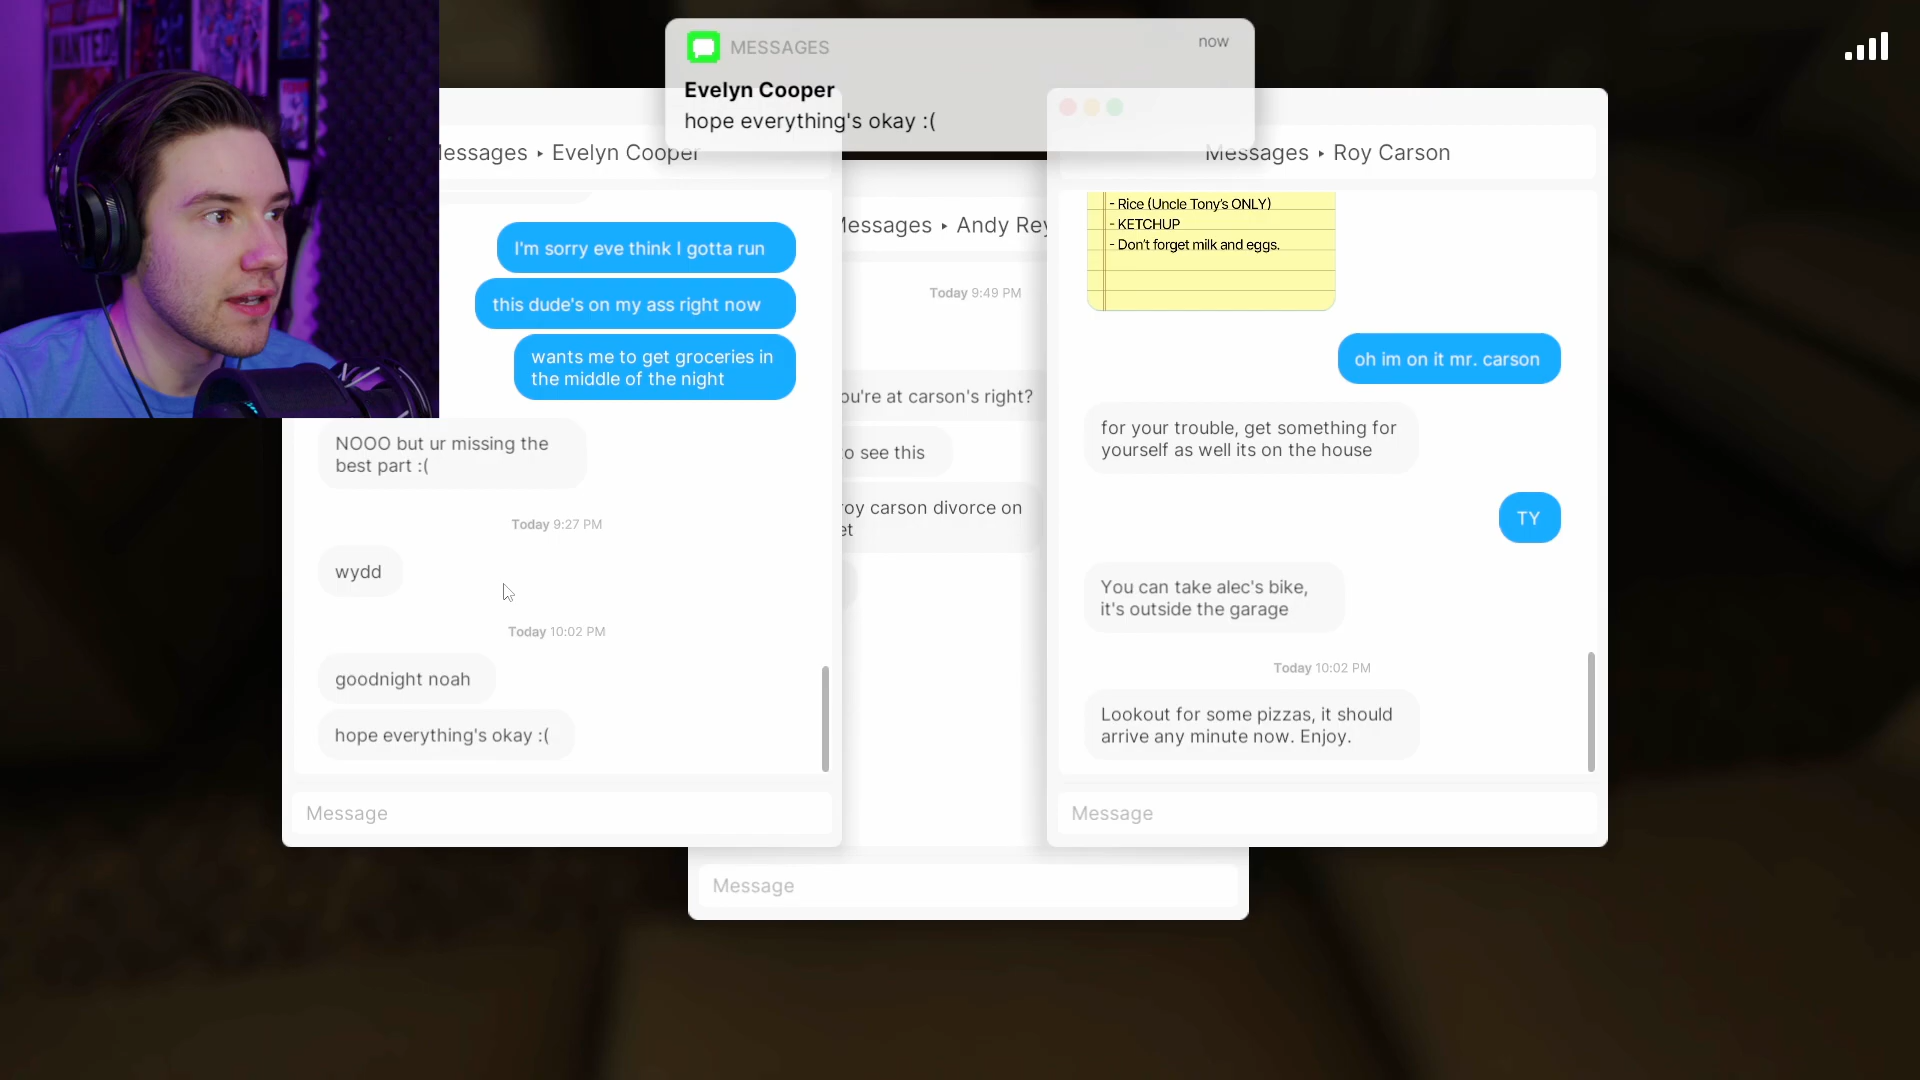 WANTED
MESSAGES
now
Evelyn Cooper
hope everything's okay :(
Messages ▸ Evelyn Cooper
I'm sorry eve think I gotta run
this dude's on my ass right now
wants me to get groceries in
the middle of the night
NOOO but ur missing the
best part :(
Today 9:27 PM
wydd
Today 10:02 PM
goodnight noah
hope everything's okay :(
Message
Messages ▸ Andy Rey
Today 9:49 PM
ou're at carson's right?
to see this
roy carson divorce on
et
Message
Messages ▸ Roy Carson
- Rice (Uncle Tony's ONLY)
- KETCHUP
- Don't forget milk and eggs.
oh im on it mr. carson
for your trouble, get something for
yourself as well its on the house
TY
You can take alec's bike,
it's outside the garage
Today 10:02 PM
Lookout for some pizzas, it should
arrive any minute now. Enjoy.
Message